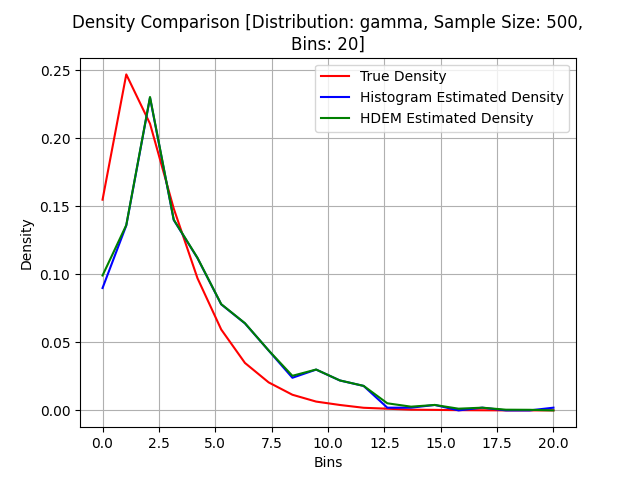 Density Comparison [Distribution: gamma, Sample Size: 500,
Bins: 20]
True Density
Histogram Estimated Density
HDEM Estimated Density
Density
0.25
0.20
0.15
0.10
0.05
0.00
0.0 2.5 5.0 7.5 10.0 12.5 15.0 17.5 20.0
Bins